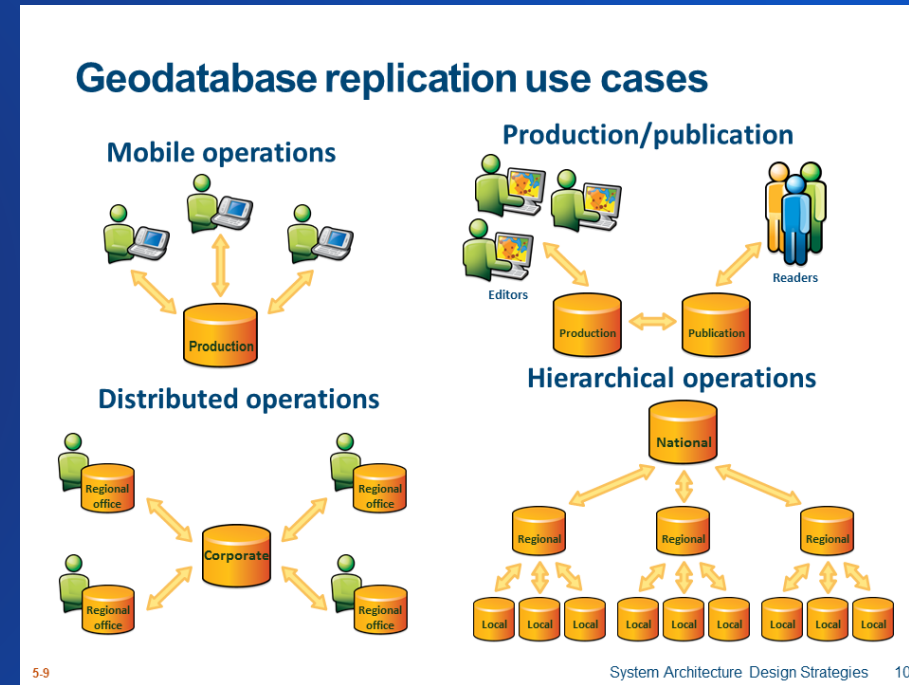 Geodatabase replication use cases
Mobile operations
Production
Production/publication
Editors
Readers
Production
Publication
Distributed operations
Regional
office
Regional
office
Corporate
Regional
office
Regional
office
Hierarchical operations
National
Regional
Regional
Regional
Local
Local
Local
Local
Local
Local
Local
Local
Local
5-9
System Architecture Design Strategies
10